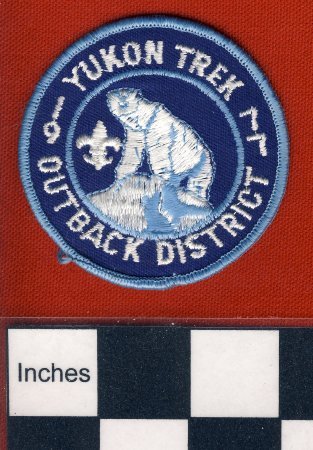 YUKON TREK
19 77
OUTBACK DISTRICT
Inches